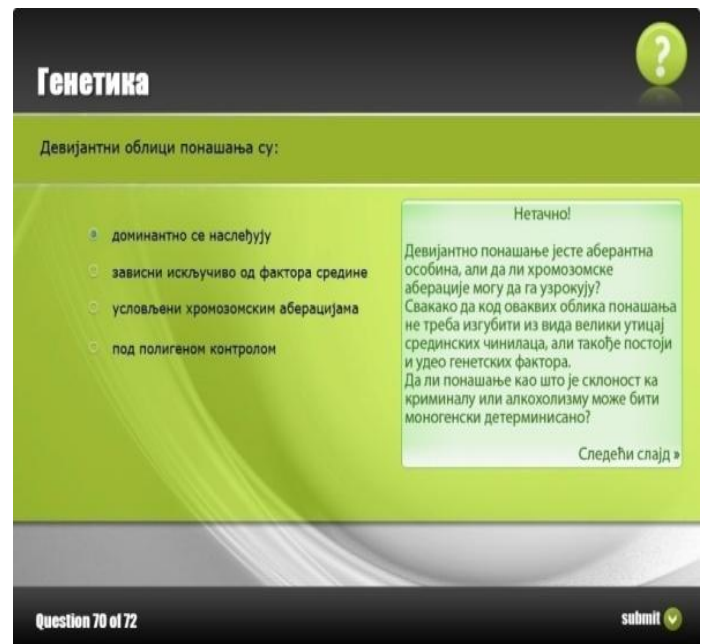 ?
Генетика
Девијантни облици понашања су:
доминантно се наслеђују
зависни искључиво од фактора средине
условљени хромозомским аберацијама
под полигеном контролом
Нетачно!
Девијантно понашање јесте аберантна
особина, али да ли хромозомске
аберације могу да га узрокују?
Свакако да код оваквих облика понашања
не треба изгубити из вида велики утицај
срединских чинилаца, али такође постоји
и удео генетских фактора.
Да ли понашање као што је склоност ка
криминалу или алкохолизму може бити
моногенски детерминисано?
Следећи слајд »
Question 70 of 72
submit